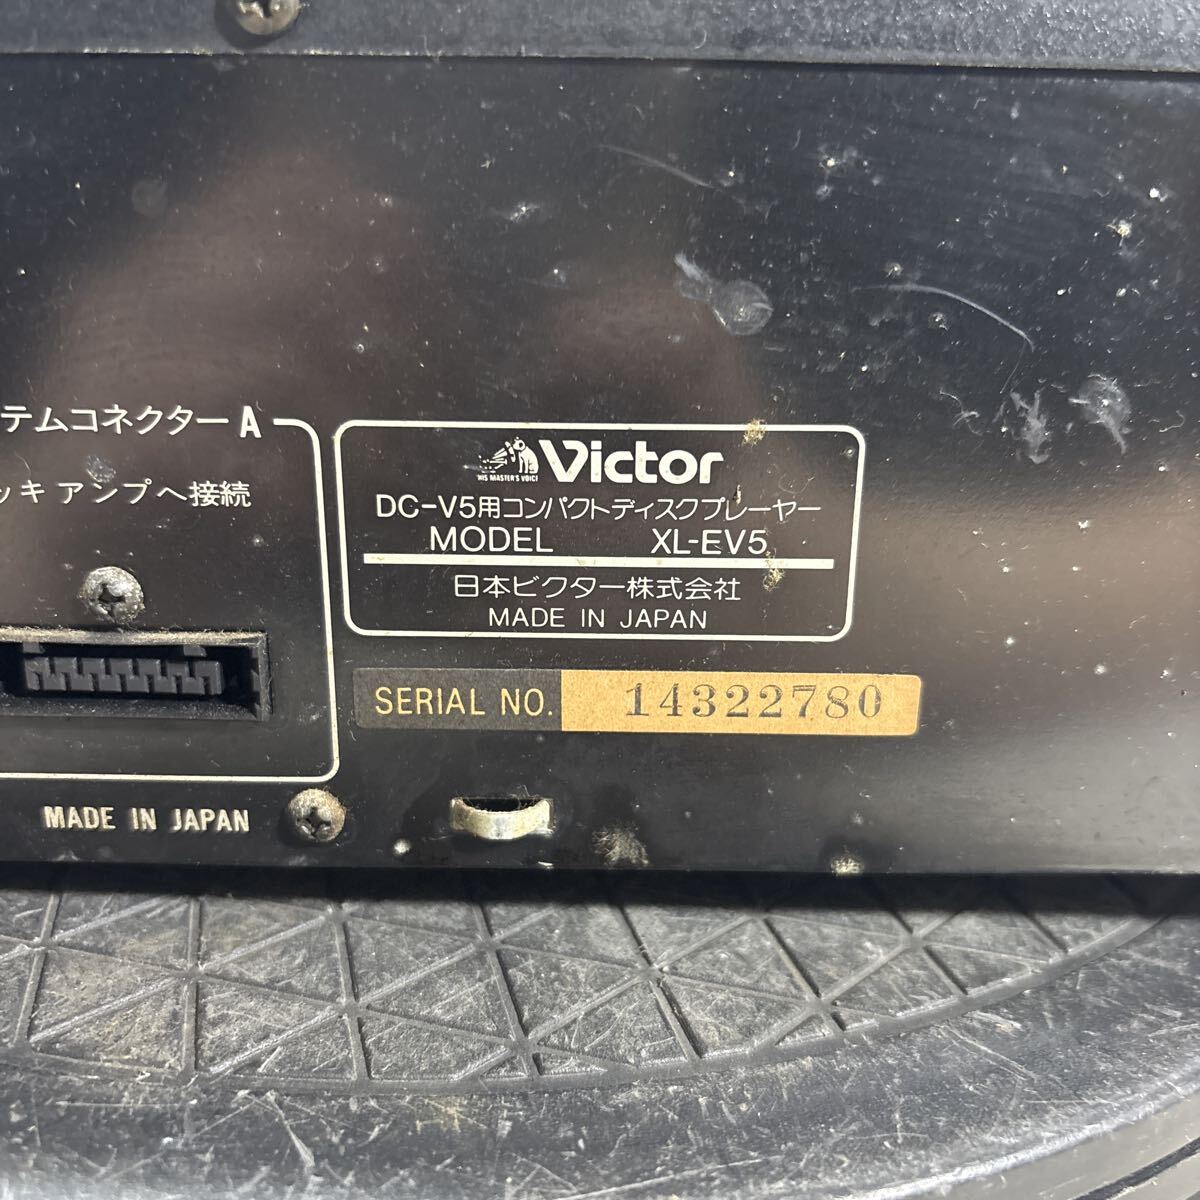 テムコネクターA
ッキ アンプへ接続
HIS MASTER'S VOICE
Victor
DC-V5用コンパクトディスクプレーヤー
MODEL XL-EV5
日本ビクター株式会社
MADE IN JAPAN
SERIAL NO. 14322780
MADE IN JAPAN